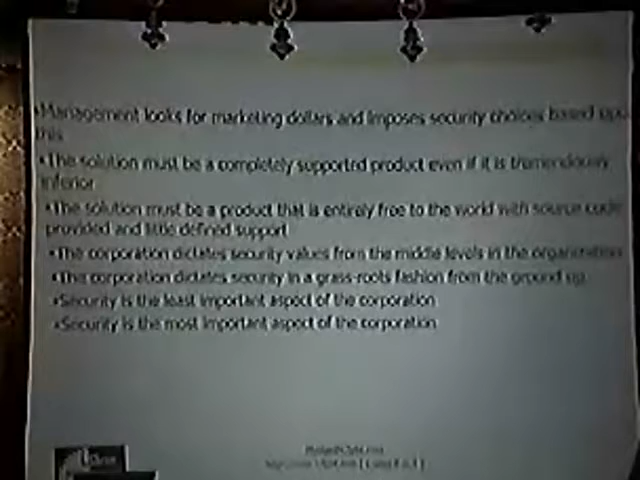 •Management looks for marketing dollars and imposes security choices based upo
this
•The solution must be a completely supported product even if it is tremendously
inferior
•The solution must be a product that is entirely free to the world with source code
provided and little defined support
•The corporation dictates security values from the middle levels in the organization
•The corporation dictates security in a grass-roots fashion from the ground up
•Security is the least important aspect of the corporation
•Security is the most important aspect of the corporation